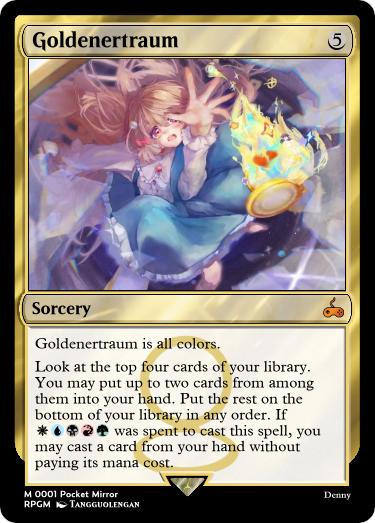 Goldenertraum 5
Sorcery
Goldenertraum is all colors.
Look at the top four cards of your library.
You may put up to two cards from among
them into your hand. Put the rest on the
bottom of your library in any order. If
was spent to cast this spell, you
may cast a card from your hand without
paying its mana cost.
M 0001 Pocket Mirror Denny
RPGM Tangguolengan